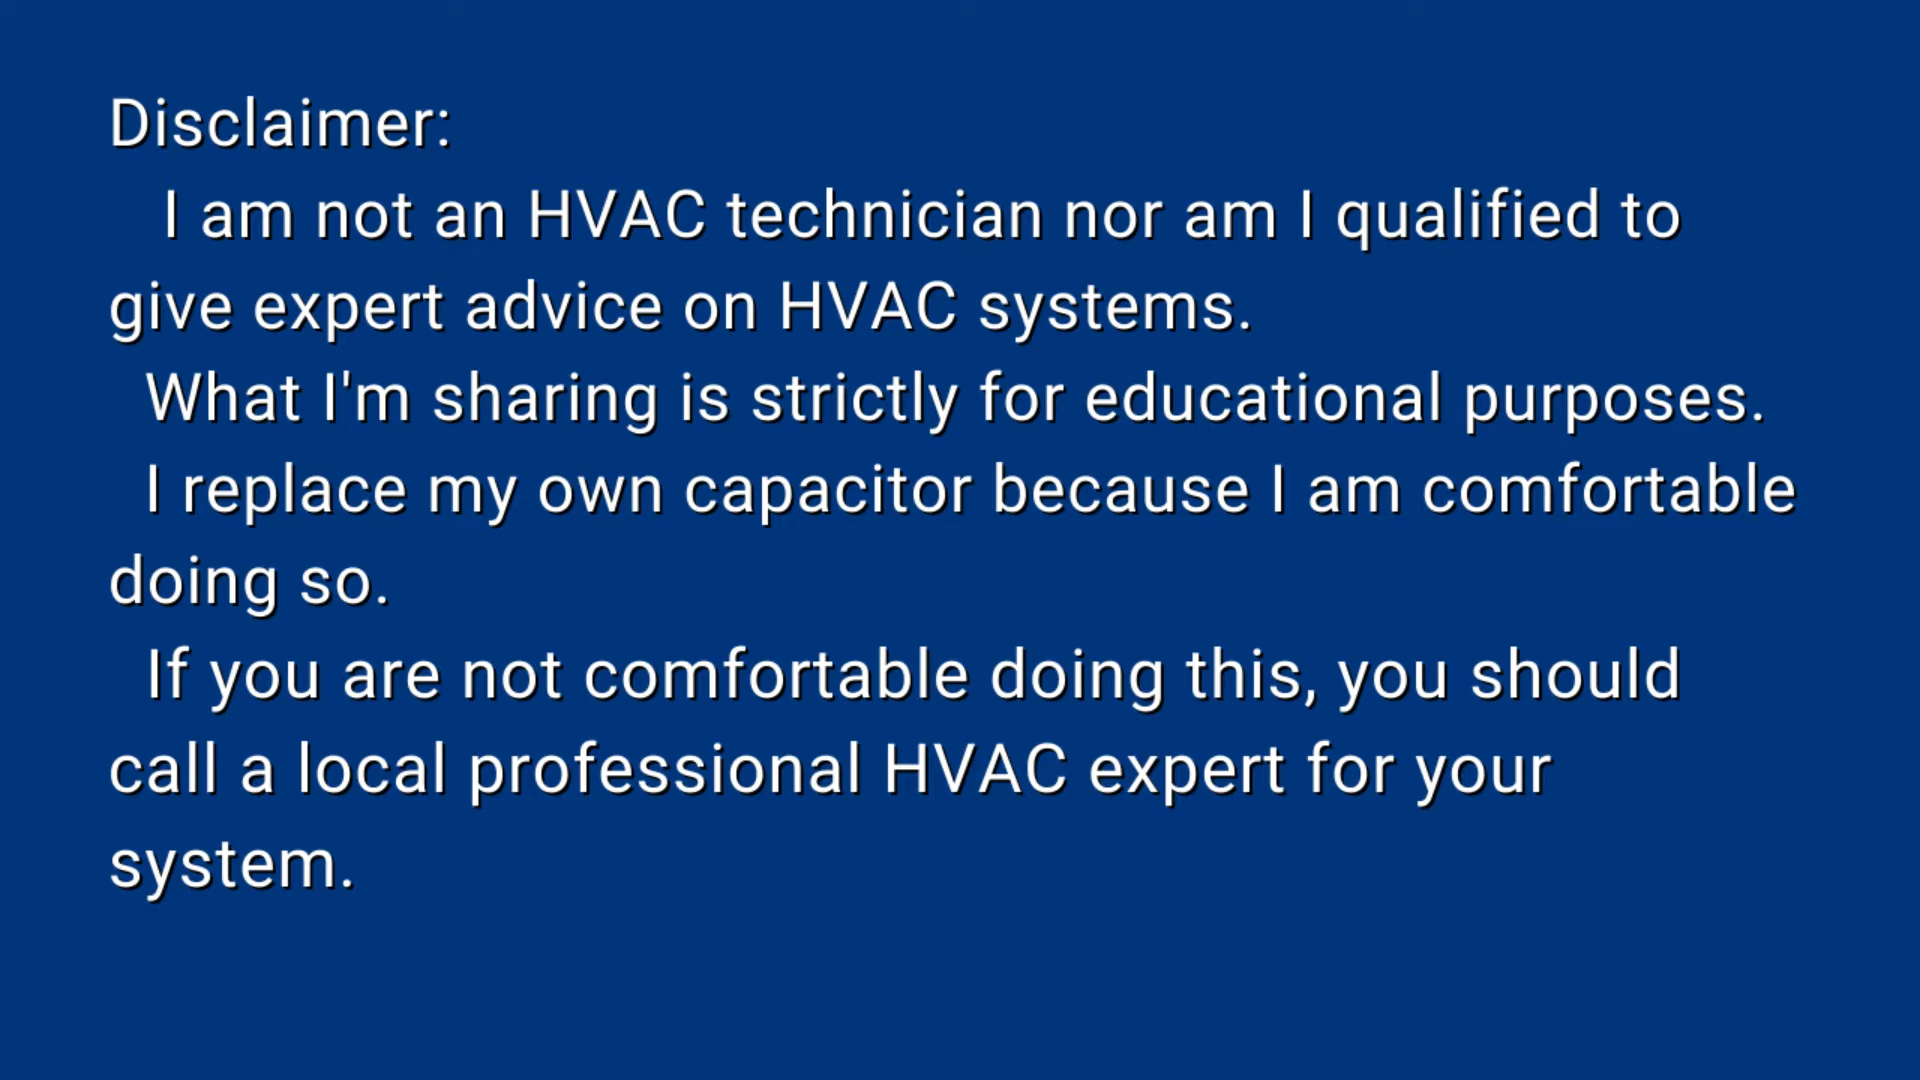 Disclaimer:
I am not an HVAC technician nor am I qualified to
give expert advice on HVAC systems.
What I'm sharing is strictly for educational purposes.
I replace my own capacitor because I am comfortable
doing so.
If you are not comfortable doing this, you should
call a local professional HVAC expert for your
system.